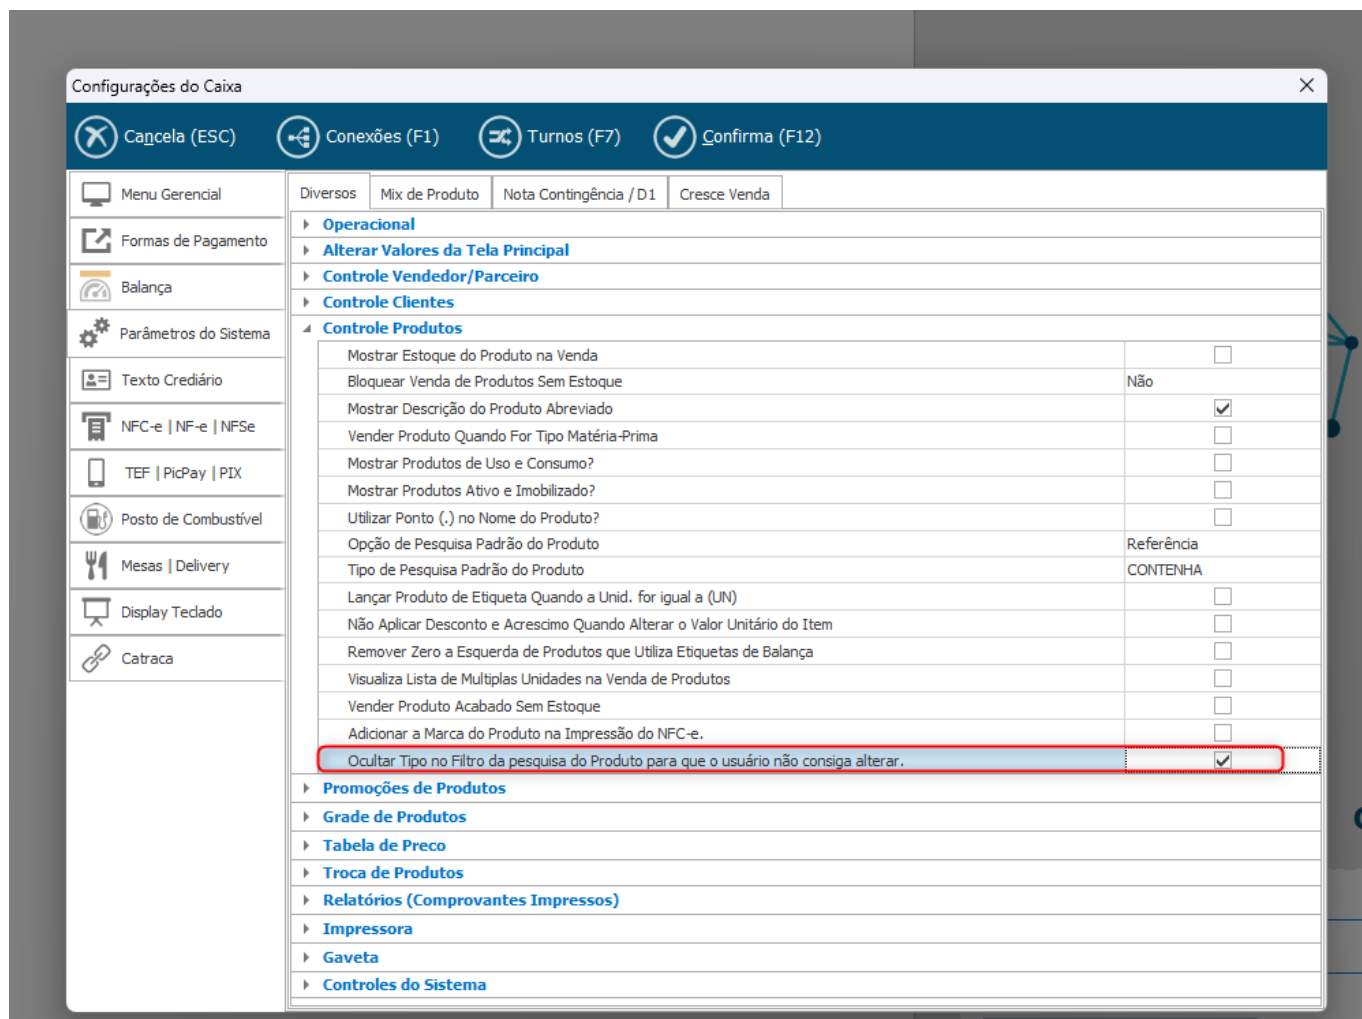 Configurações do Caixa
Cancela (ESC)
Conexões (F1)
Turnos (F7)
Confirma (F12)
Menu Gerencial
Formas de Pagamento
Balança
Parâmetros do Sistema
Texto Crediário
NFC-e | NF-e | NFSe
TEF | PicPay | PIX
Posto de Combustível
Mesas | Delivery
Display Teclado
Catraca
Diversos
Mix de Produto
Nota Contingência / D1
Cresce Venda
Operacional
Alterar Valores da Tela Principal
Controle Vendedor/Parceiro
Controle Clientes
Controle Produtos
Mostrar Estoque do Produto na Venda
Bloquear Venda de Produtos Sem Estoque Não
Mostrar Descrição do Produto Abreviado
Vender Produto Quando For Tipo Matéria-Prima
Mostrar Produtos de Uso e Consumo?
Mostrar Produtos Ativo e Imobilizado?
Utilizar Ponto (.) no Nome do Produto?
Opção de Pesquisa Padrão do Produto Referência
Tipo de Pesquisa Padrão do Produto CONTENHA
Lançar Produto de Etiqueta Quando a Unid. for igual a (UN)
Não Aplicar Desconto e Acrescimo Quando Alterar o Valor Unitário do Item
Remover Zero a Esquerda de Produtos que Utiliza Etiquetas de Balança
Visualiza Lista de Multiplas Unidades na Venda de Produtos
Vender Produto Acabado Sem Estoque
Adicionar a Marca do Produto na Impressão do NFC-e.
Ocultar Tipo no Filtro da pesquisa do Produto para que o usuário não consiga alterar.
Promoções de Produtos
Grade de Produtos
Tabela de Preco
Troca de Produtos
Relatórios (Comprovantes Impressos)
Impressora
Gaveta
Controles do Sistema